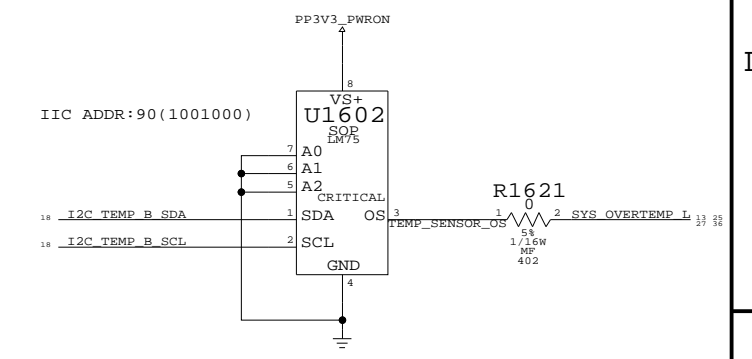 PP3V3_PWRON
I
8
VS+
IIC ADDR:90(1001000)
U1602
SOP
LM75
7 A0
6 A1
5 A2
CRITICAL
R1621
0
18 I2C_TEMP_B_SDA 1 SDA OS 3 TEMP_SENSOR_OS 1 2 SYS_OVERTEMP_L 13 25
27 36
5%
1/16W
MF
402
18 I2C_TEMP_B_SCL 2 SCL
GND
4